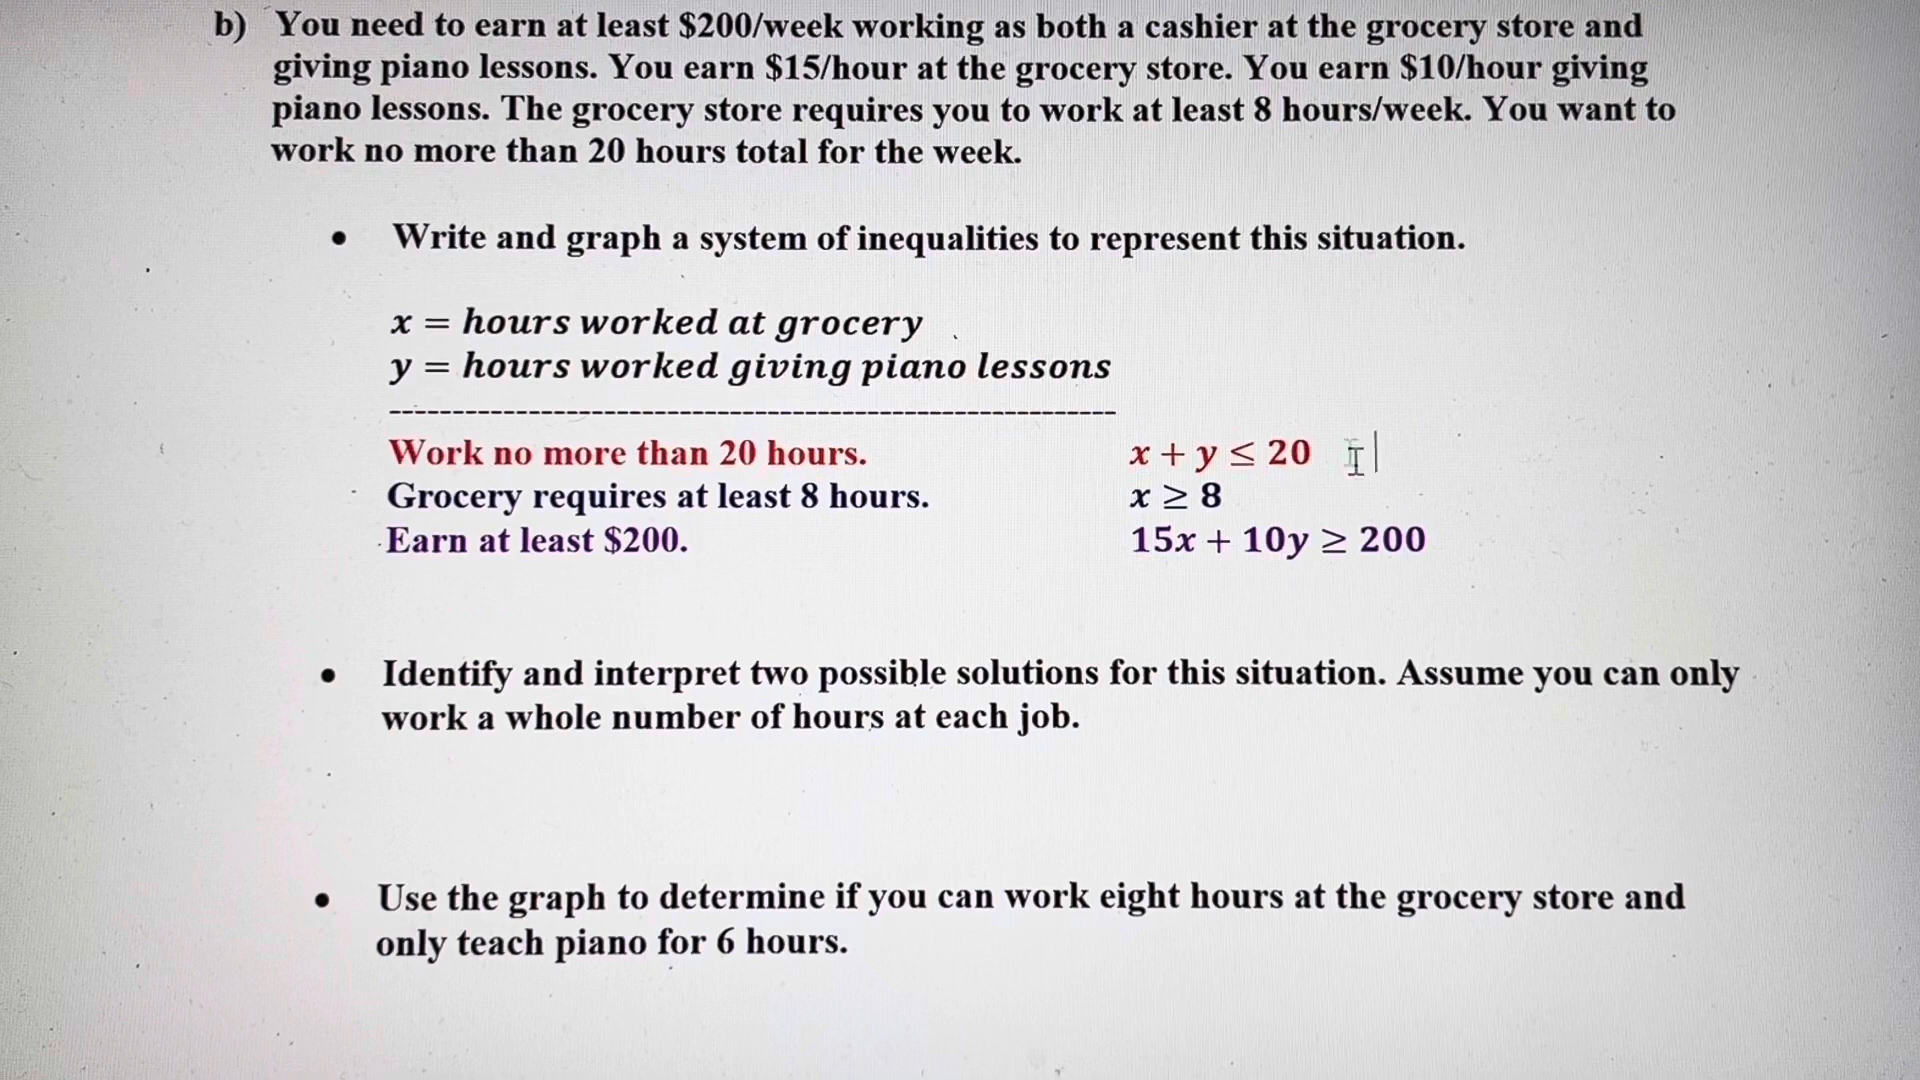 b) You need to earn at least $200/week working as both a cashier at the grocery store and
giving piano lessons. You earn $15/hour at the grocery store. You earn $10/hour giving
piano lessons. The grocery store requires you to work at least 8 hours/week. You want to
work no more than 20 hours total for the week.
• Write and graph a system of inequalities to represent this situation.
x = hours worked at grocery
y = hours worked giving piano lessons
----------------------------------------------------------
Work no more than 20 hours. x + y ≤ 20
Grocery requires at least 8 hours. x ≥ 8
Earn at least $200. 15x + 10y ≥ 200
• Identify and interpret two possible solutions for this situation. Assume you can only
work a whole number of hours at each job.
• Use the graph to determine if you can work eight hours at the grocery store and
only teach piano for 6 hours.